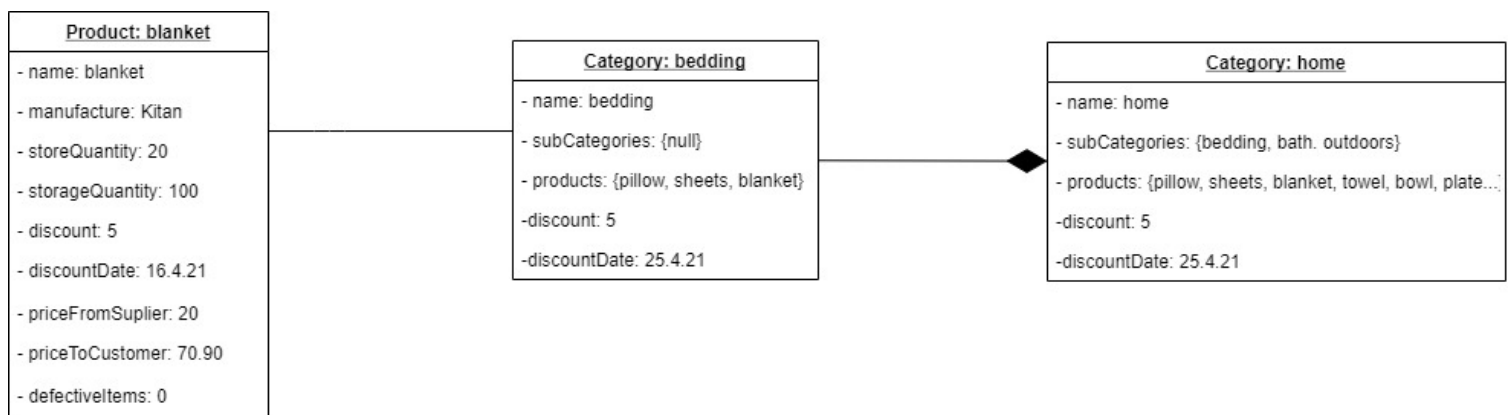 Product: blanket
- name: blanket
- manufacture: Kitan
- storeQuantity: 20
- storageQuantity: 100
- discount: 5
- discountDate: 16.4.21
- priceFromSuplier: 20
- priceToCustomer: 70.90
- defectiveItems: 0
Category: bedding
- name: bedding
- subCategories: {null}
- products: {pillow, sheets, blanket}
-discount: 5
-discountDate: 25.4.21
Category: home
- name: home
- subCategories: {bedding, bath. outdoors}
- products: {pillow, sheets, blanket, towel, bowl, plate...}
-discount: 5
-discountDate: 25.4.21